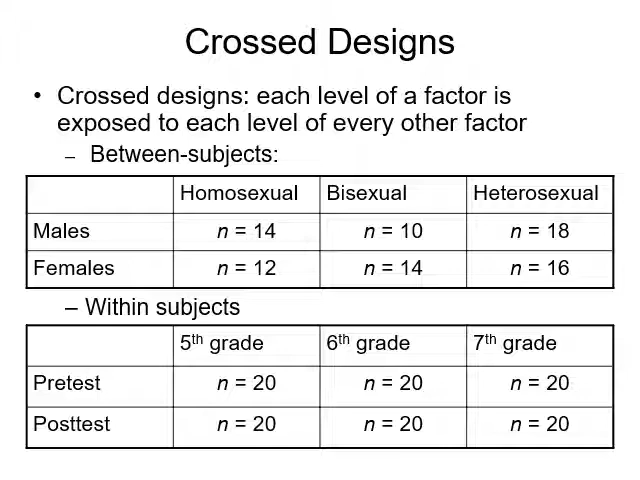 Crossed Designs
• Crossed designs: each level of a factor is
exposed to each level of every other factor
– Between-subjects:
Homosexual Bisexual Heterosexual
Males n = 14 n = 10 n = 18
Females n = 12 n = 14 n = 16
– Within subjects
5th grade 6th grade 7th grade
Pretest n = 20 n = 20 n = 20
Posttest n = 20 n = 20 n = 20